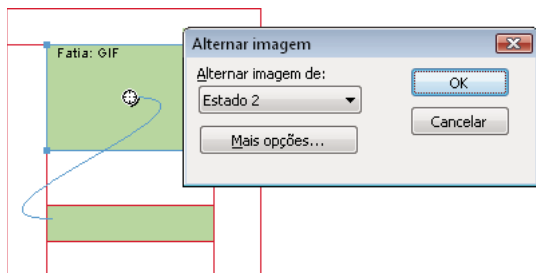 Fatia: GIF
Alternar imagem
Alternar imagem de:
Estado 2
Mais opções...
OK
Cancelar